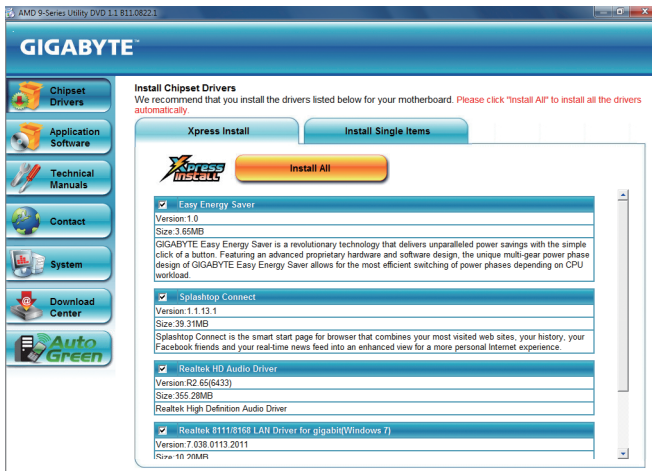 AMD 9-Series Utility DVD 1.1 B11.0822.1
GIGABYTE™
Chipset
Drivers
Application
Software
Technical
Manuals
Contact
System
Download
Center
Auto
Green
Install Chipset Drivers
We recommend that you install the drivers listed below for your motherboard. Please click "Install All" to install all the drivers
automatically.
Xpress Install
Install Single Items
Xpress
Install
Install All
Easy Energy Saver
Version:1.0
Size:3.65MB
GIGABYTE Easy Energy Saver is a revolutionary technology that delivers unparalleled power savings with the simple
click of a button. Featuring an advanced proprietary hardware and software design, the unique multi-gear power phase
design of GIGABYTE Easy Energy Saver allows for the most efficient switching of power phases depending on CPU
workload.
Splashtop Connect
Version:1.1.13.1
Size:39.31MB
Splashtop Connect is the smart start page for browser that combines your most visited web sites, your history, your
Facebook friends and your real-time news feed into an enhanced view for a more personal Internet experience.
Realtek HD Audio Driver
Version:R2.65(6433)
Size:355.28MB
Realtek High Definition Audio Driver
Realtek 8111/8168 LAN Driver for gigabit(Windows 7)
Version:7.038.0113.2011
Size:10.20MB